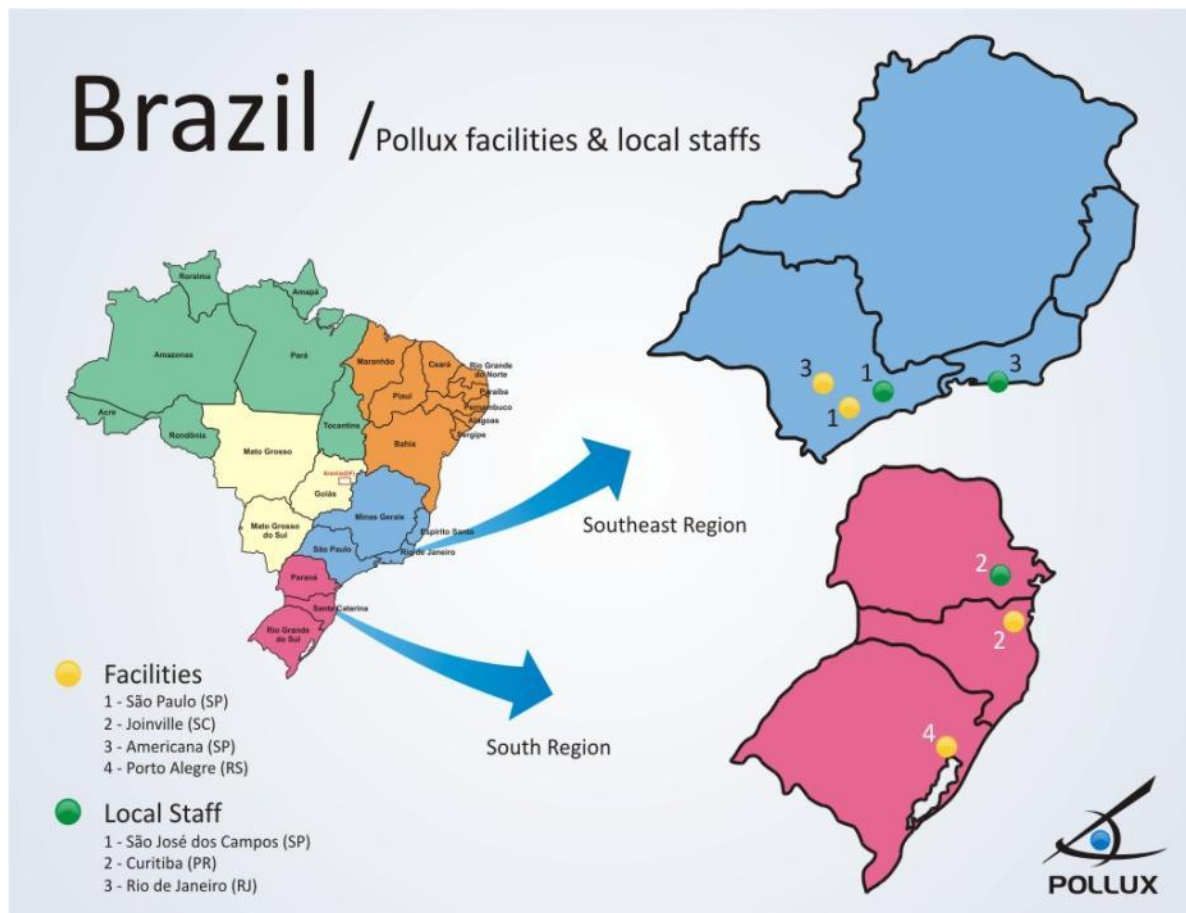 Brazil / Pollux facilities & local staffs
Roraima
Amapá
Amazonas
Pará
Maranhão
Ceará
Rio Grande
do Norte
Paraíba
Piauí
Pernambuco
Acre
Alagoas
Sergipe
Rondônia
Tocantins
Bahia
Mato Grosso
Brasília(DF)
Goiás
Minas Gerais
Mato Grosso
do Sul
Espírito Santo
São Paulo
Rio de Janeiro
Paraná
Santa Catarina
Rio Grande
do Sul
Southeast Region
South Region
3
1
1
3
2
2
4
Facilities
1 - São Paulo (SP)
2 - Joinville (SC)
3 - Americana (SP)
4 - Porto Alegre (RS)
Local Staff
1 - São José dos Campos (SP)
2 - Curitiba (PR)
3 - Rio de Janeiro (RJ)
POLLUX